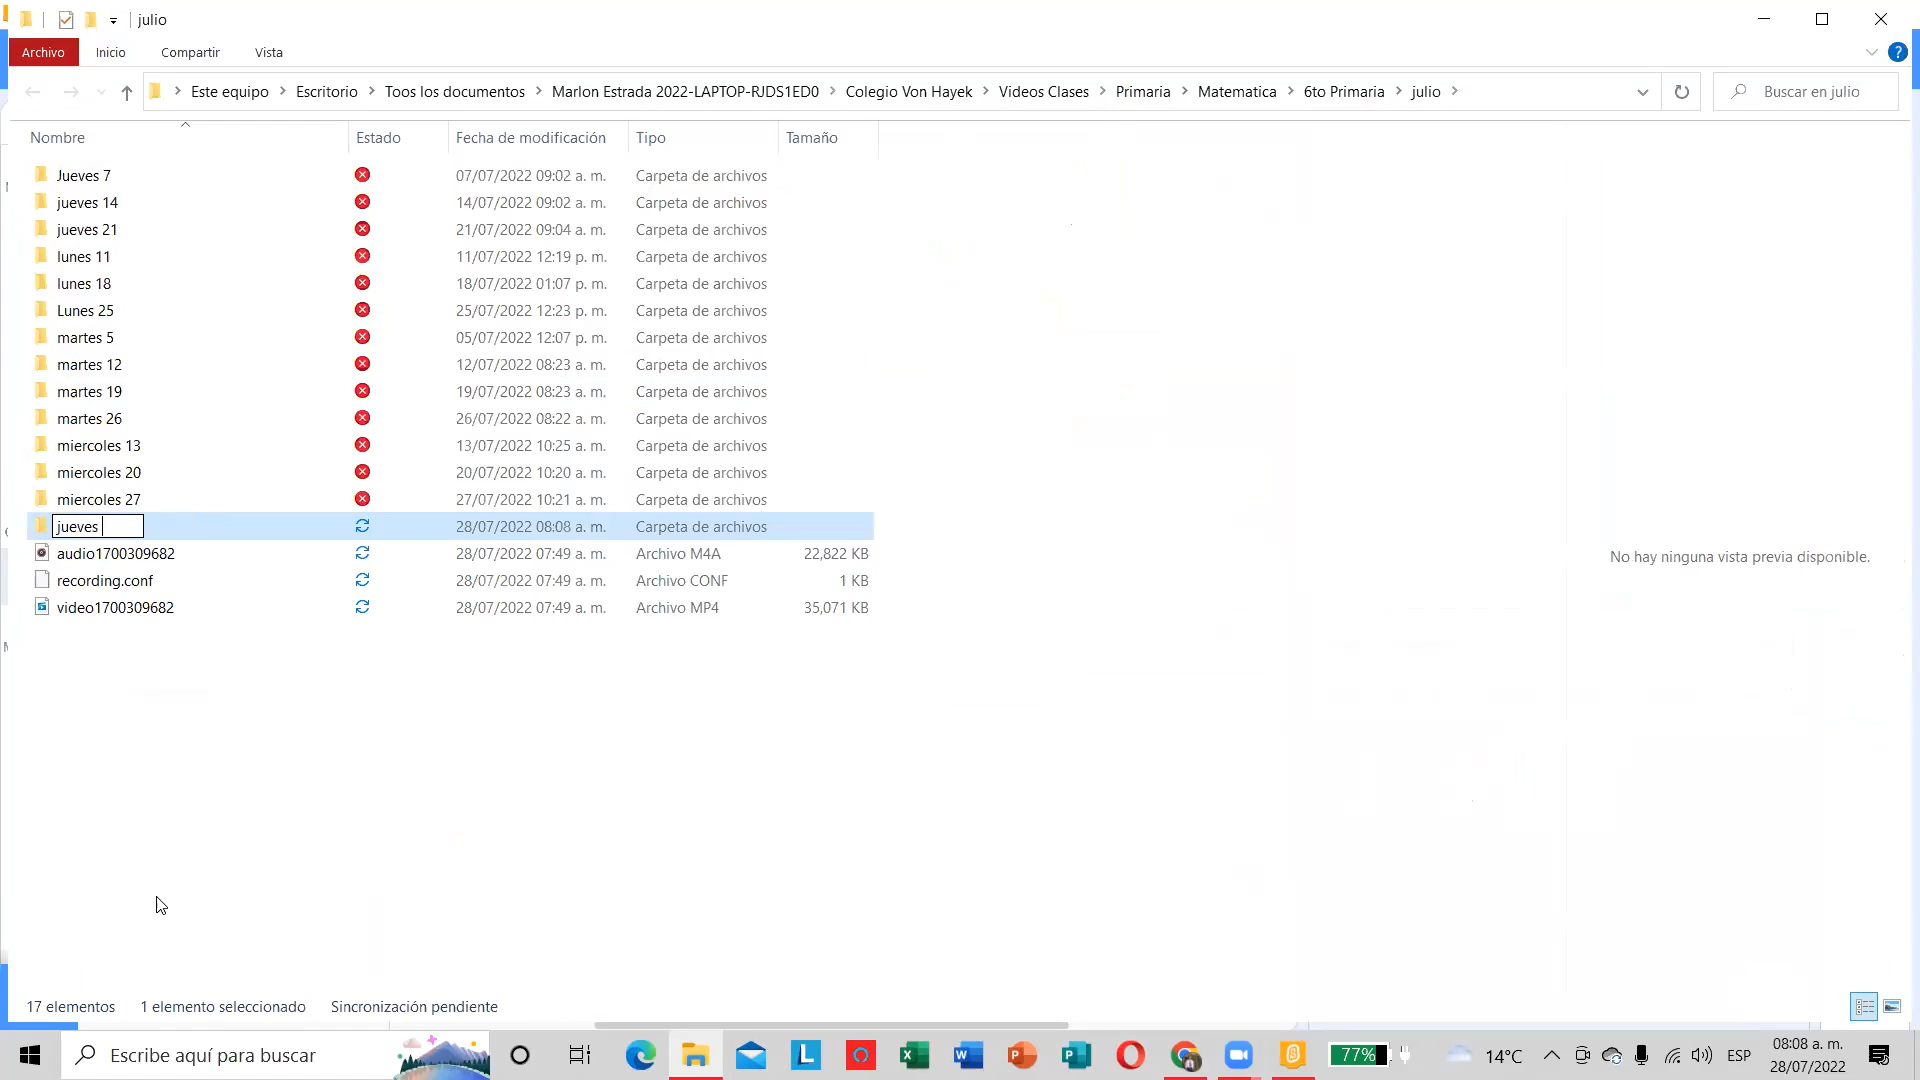 julio
Archivo Inicio Compartir Vista
Este equipo Escritorio Toos los documentos Marlon Estrada 2022-LAPTOP-RJDS1ED0 Colegio Von Hayek Videos Clases Primaria Matematica 6to Primaria julio Buscar en julio
Nombre Estado Fecha de modificación Tipo Tamaño
Jueves 7 07/07/2022 09:02 a. m. Carpeta de archivos
jueves 14 14/07/2022 09:02 a. m. Carpeta de archivos
jueves 21 21/07/2022 09:04 a. m. Carpeta de archivos
lunes 11 11/07/2022 12:19 p. m. Carpeta de archivos
lunes 18 18/07/2022 01:07 p. m. Carpeta de archivos
Lunes 25 25/07/2022 12:23 p. m. Carpeta de archivos
martes 5 05/07/2022 12:07 p. m. Carpeta de archivos
martes 12 12/07/2022 08:23 a. m. Carpeta de archivos
martes 19 19/07/2022 08:23 a. m. Carpeta de archivos
martes 26 26/07/2022 08:22 a. m. Carpeta de archivos
miercoles 13 13/07/2022 10:25 a. m. Carpeta de archivos
miercoles 20 20/07/2022 10:20 a. m. Carpeta de archivos
miercoles 27 27/07/2022 10:21 a. m. Carpeta de archivos
jueves 28/07/2022 08:08 a. m. Carpeta de archivos
audio1700309682 28/07/2022 07:49 a. m. Archivo M4A 22,822 KB
recording.conf 28/07/2022 07:49 a. m. Archivo CONF 1 KB
video1700309682 28/07/2022 07:49 a. m. Archivo MP4 35,071 KB
No hay ninguna vista previa disponible.
17 elementos 1 elemento seleccionado Sincronización pendiente
Escribe aquí para buscar 77% 14°C ESP 08:08 a. m.
28/07/2022